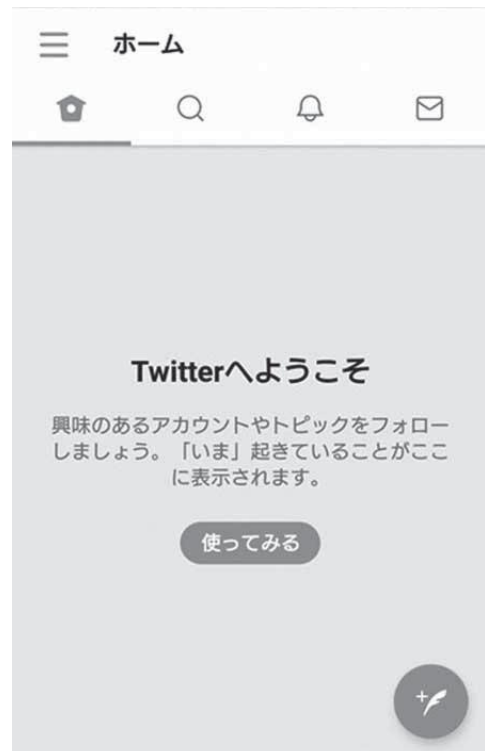 ホーム
Twitterへようこそ
興味のあるアカウントやトピックをフォロー
しましょう。「いま」起きていることがここ
に表示されます。
使ってみる